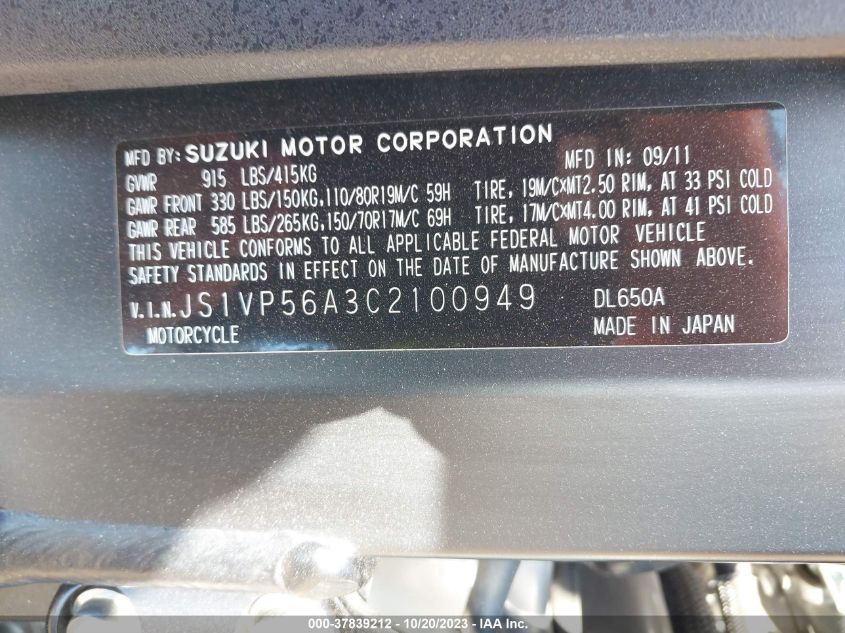 MFD BY: SUZUKI MOTOR CORPORATION
GVWR 915 LBS/415KG MFD IN: 09/11
GAWR FRONT 330 LBS/150KG,110/80R19M/C 59H TIRE, 19M/C×MT2.50 RIM, AT 33 PSI COLD
GAWR REAR 585 LBS/265KG,150/70R17M/C 69H TIRE, 17M/C×MT4.00 RIM, AT 41 PSI COLD
THIS VEHICLE CONFORMS TO ALL APPLICABLE FEDERAL MOTOR VEHICLE
SAFETY STANDARDS IN EFFECT ON THE DATE OF MANUFACTURE SHOWN ABOVE.
V.I.N. JS1VP56A3C2100949 DL650A
MOTORCYCLE MADE IN JAPAN
000-37839212 - 10/20/2023 - IAA Inc.